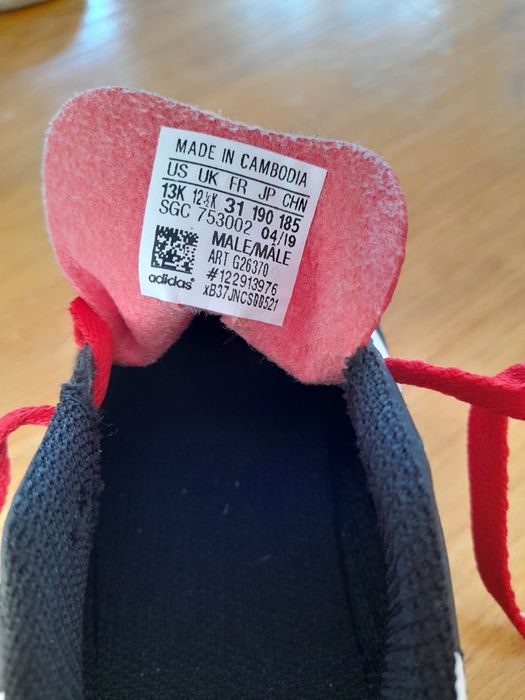 MADE IN CAMBODIA
US UK FR JP CHN
13K 12½K 31 190 185
SGC 753002 04/19
MALE/MÂLE
ART G26370
#122913976
xB37JNCS00521
adidas®